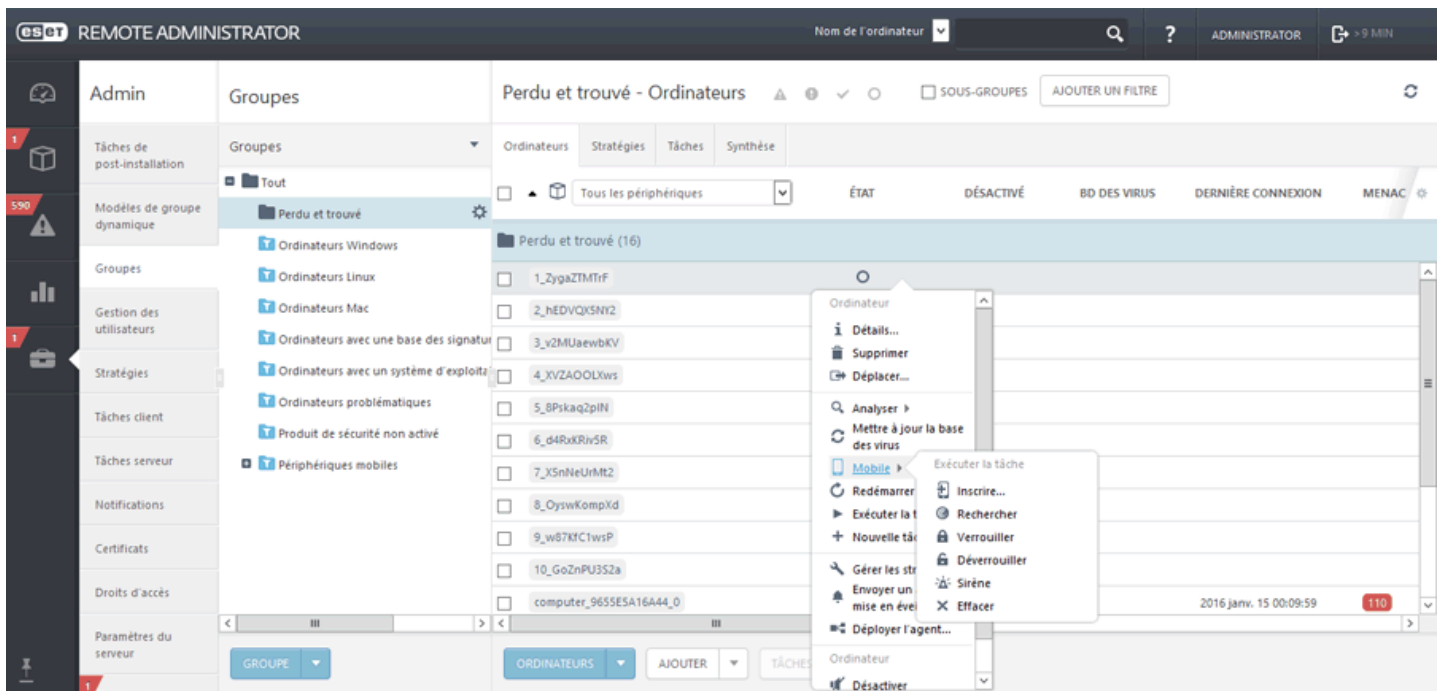 eset REMOTE ADMINISTRATOR
Nom de l'ordinateur
?
ADMINISTRATOR
>9 MIN
Admin
Groupes
Perdu et trouvé - Ordinateurs
SOUS-GROUPES
AJOUTER UN FILTRE
1
590
1
1
Tâches de
post-installation
Modèles de groupe
dynamique
Groupes
Gestion des
utilisateurs
Stratégies
Tâches client
Tâches serveur
Notifications
Certificats
Droits d'accès
Paramètres du
serveur
Groupes
Tout
Perdu et trouvé
Ordinateurs Windows
Ordinateurs Linux
Ordinateurs Mac
Ordinateurs avec une base des signatur
Ordinateurs avec un système d'exploita
Ordinateurs problématiques
Produit de sécurité non activé
Périphériques mobiles
GROUPE
Ordinateurs Stratégies Tâches Synthèse
Tous les périphériques ÉTAT DÉSACTIVÉ BD DES VIRUS DERNIÈRE CONNEXION MENAC
Perdu et trouvé (16)
1_ZygaZTMTrF
2_hEDVQX5NY2
3_v2MUaewbKV
4_XVZAOOLXws
5_8Pskaq2pIN
6_d4RxKRiv5R
7_X5nNeUrMt2
8_OyswKompXd
9_w87KfC1wsP
10_GoZnPU3S2a
computer_9655E5A16A44_0 2016 janv. 15 00:09:59 110
ORDINATEURS
AJOUTER
TÂCHES
Ordinateur
Détails...
Supprimer
Déplacer...
Analyser
Mettre à jour la base
des virus
Mobile
Redémarrer
Exécuter la t
Nouvelle tâc
Gérer les str
Envoyer un
mise en évei
Déployer l'agent...
Ordinateur
Désactiver
Exécuter la tâche
Inscrire...
Rechercher
Verrouiller
Déverrouiller
Sirène
Effacer